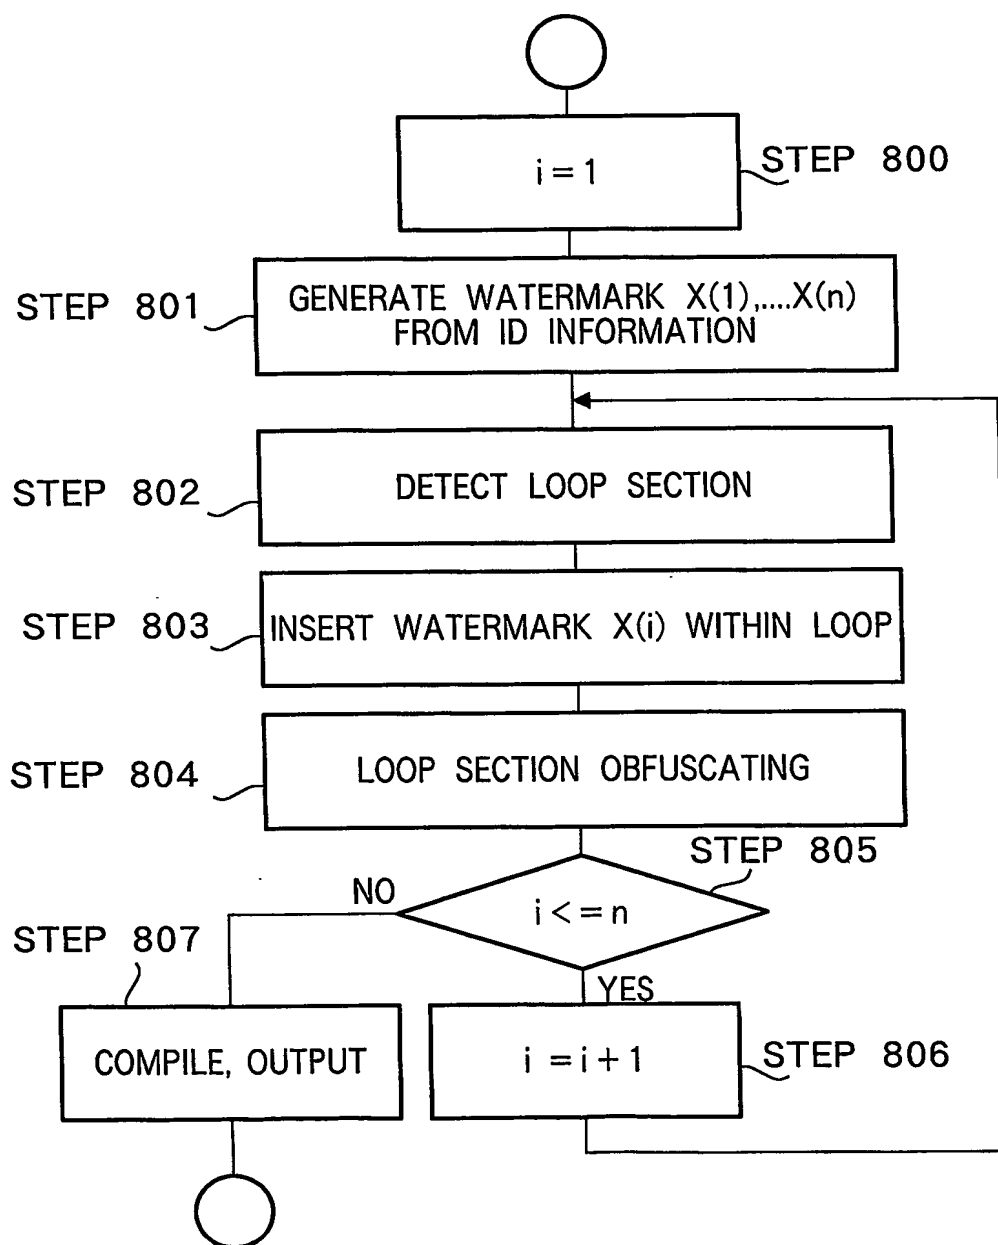 i = 1
STEP 800
STEP 801
GENERATE WATERMARK X(1),....X(n)
FROM ID INFORMATION
STEP 802
DETECT LOOP SECTION
STEP 803
INSERT WATERMARK X(i) WITHIN LOOP
STEP 804
LOOP SECTION OBFUSCATING
STEP 805
NO
i <= n
STEP 807
YES
COMPILE, OUTPUT
i = i + 1
STEP 806